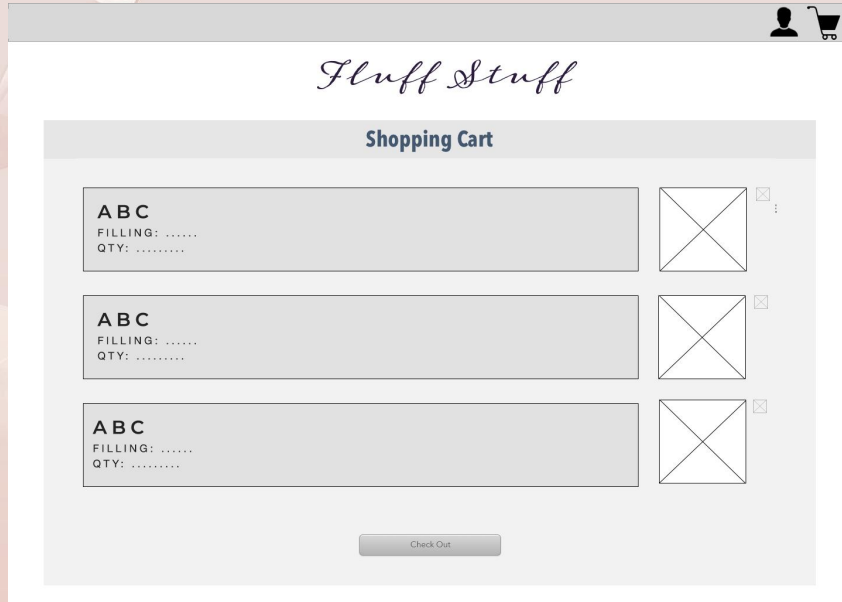 Fluff Stuff
Shopping Cart
ABC
FILLING: ......
QTY: .........
ABC
FILLING: ......
QTY: .........
ABC
FILLING: ......
QTY: .........
Check Out